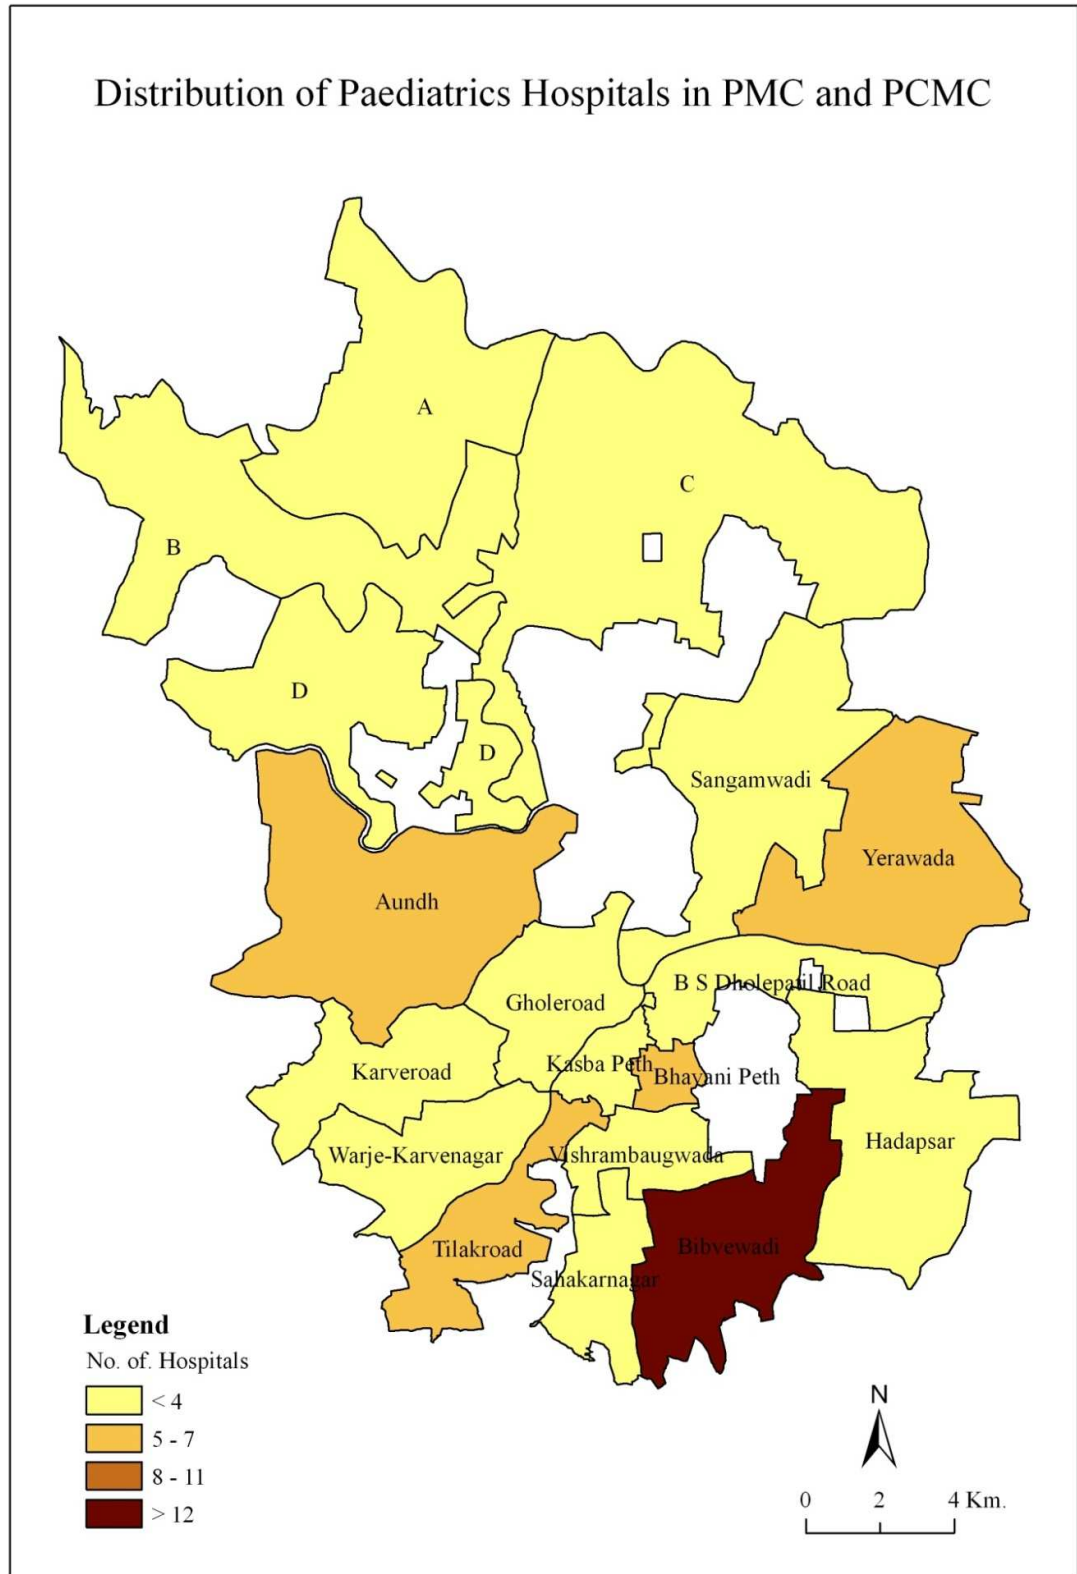 Distribution of Paediatrics Hospitals in PMC and PCMC
A
C
B
D
D
Sangamwadi
Yerawada
Aundh
B S Dholepatil Road
Gholeroad
Kasba Peth
Bhavani Peth
Karveroad
Hadapsar
Warje-Karvenagar
Vishrambaugwada
Bibvewadi
Tilakroad
Sahakarnagar
Legend
No. of. Hospitals
< 4
5 - 7
8 - 11
> 12
N
0 2 4 Km.